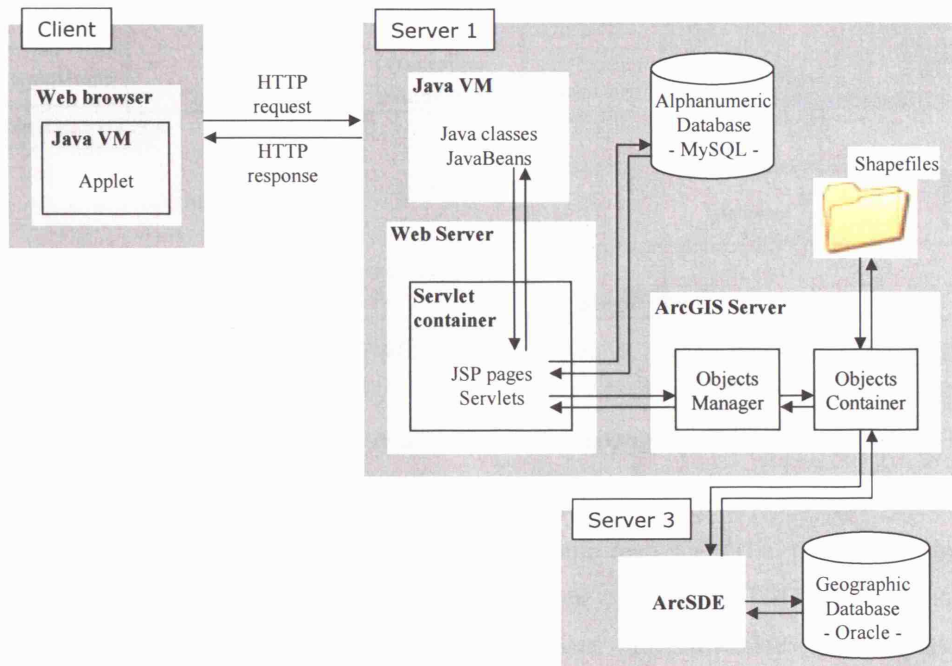 Client
Web browser
Java VM
Applet
HTTP
request
HTTP
response
Server 1
Java VM
Java classes
JavaBeans
Web Server
Servlet
container
JSP pages
Servlets
Alphanumeric
Database
- MySQL -
Shapefiles
ArcGIS Server
Objects
Manager
Objects
Container
Server 3
ArcSDE
Geographic
Database
- Oracle -